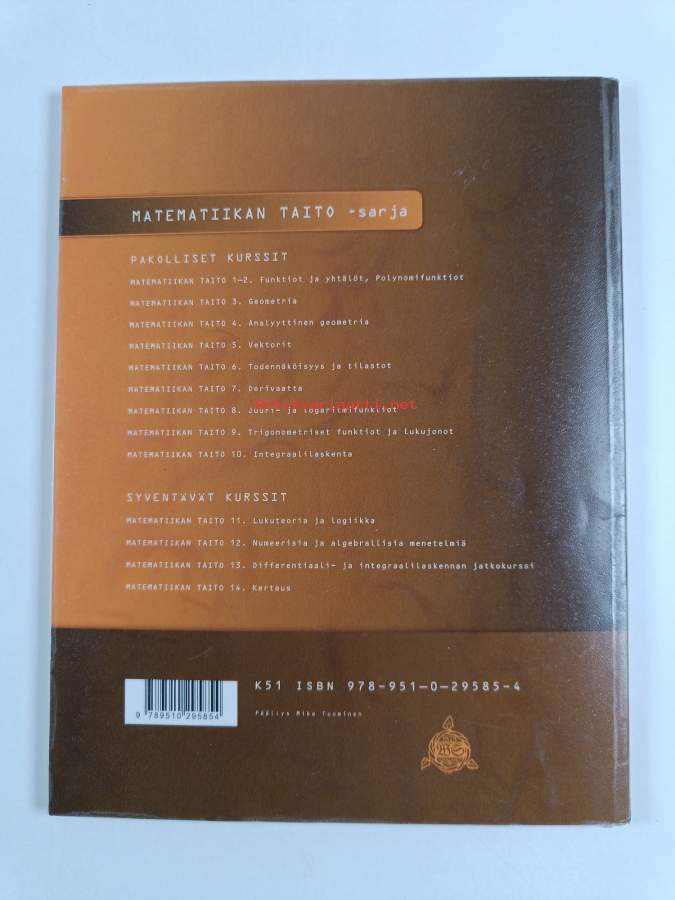 MATEMATIIKAN TAITO -sarja
PAKOLLISET KURSSIT
MATEMATIIKAN TAITO 1–2. Funktiot ja yhtälöt, Polynomifunktiot
MATEMATIIKAN TAITO 3. Geometria
MATEMATIIKAN TAITO 4. Analyyttinen geometria
MATEMATIIKAN TAITO 5. Vektorit
MATEMATIIKAN TAITO 6. Todennäköisyys ja tilastot
MATEMATIIKAN TAITO 7. Derivaatta
MATEMATIIKAN TAITO 8. Juuri- ja logaritmifunktiot
MATEMATIIKAN TAITO 9. Trigonometriset funktiot ja lukujonot
MATEMATIIKAN TAITO 10. Integraalilaskenta
SYVENTÄVÄT KURSSIT
MATEMATIIKAN TAITO 11. Lukuteoria ja logiikka
MATEMATIIKAN TAITO 12. Numeerisia ja algebrallisia menetelmiä
MATEMATIIKAN TAITO 13. Differentiaali- ja integraalilaskennan jatkokurssi
MATEMATIIKAN TAITO 14. Kertaus
K51 ISBN 978-951-0-29585-4
9 789510 295854
Päällys Mika Tuominen
WS